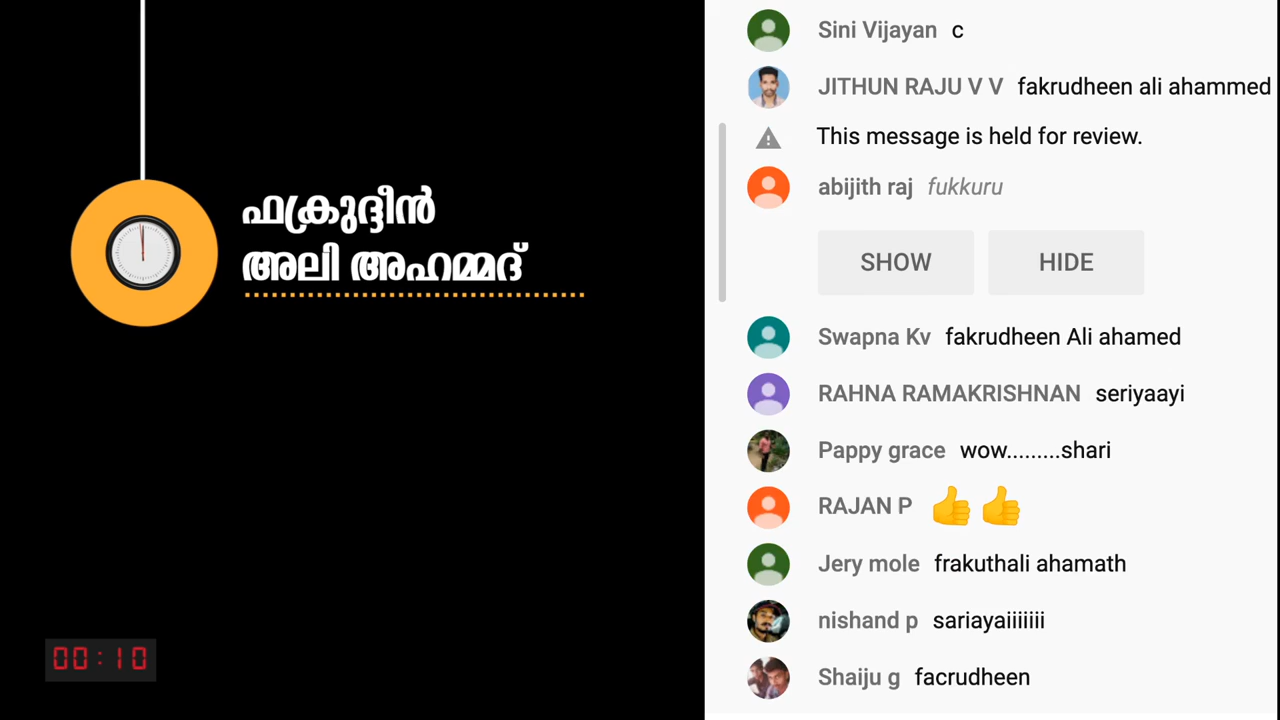 ഫക്രുദ്ദീൻ
അലി അഹമ്മദ്
00:10
Sini Vijayan c
JITHUN RAJU V V fakrudheen ali ahammed
This message is held for review.
abijith raj fukkuru
SHOW HIDE
Swapna Kv fakrudheen Ali ahamed
RAHNA RAMAKRISHNAN seriyaayi
Pappy grace wow.........shari
RAJAN P 👍 👍
Jery mole frakuthali ahamath
nishand p sariayaiiiiiii
Shaiju g facrudheen